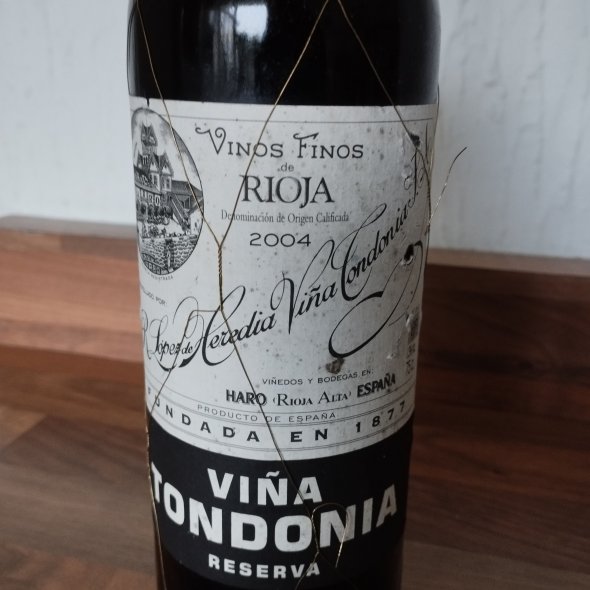 VINOS FINOS
de
RIOJA
Denominación de Origen Calificada
2004
POR:
R. López de Heredia Viña Tondonia, S.A.
VIÑEDOS Y BODEGAS EN:
HARO (RIOJA ALTA) ESPAÑA
PRODUCTO DE ESPAÑA
FUNDADA EN 1877
VIÑA
TONDONIA
RESERVA